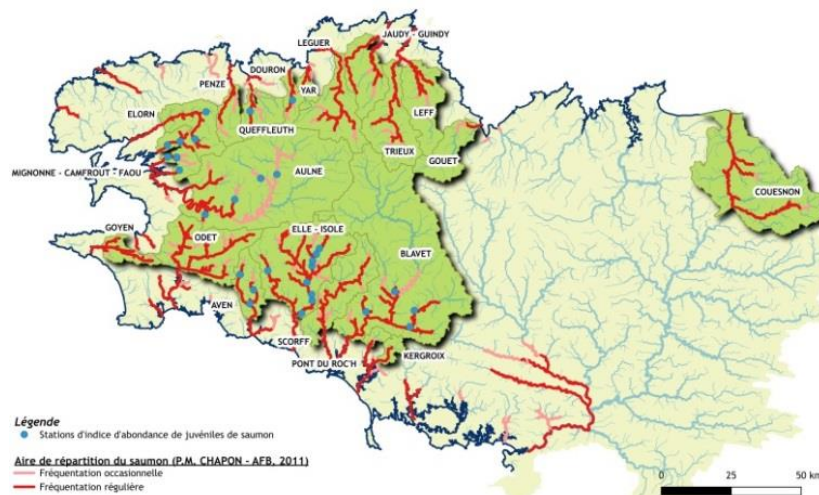 JAUDY - GUINDY
LEGUER
DOURON
PENZE
YAR
ELORN
LEFF
QUEFFLEUTH
TRIEUX
GOUET
AULNE
MIGNONNE - CAMFROUT - FAOU
COUESNON
GOYEN
ODET
ELLE - ISOLE
BLAVET
AVEN
SCORFF
KERGROIX
PONT DU ROC'H
Légende
Stations d'indice d'abondance de juvéniles de saumon
Aire de répartition du saumon (P.M. CHAPON - AFB, 2011)
Fréquentation occasionnelle
Fréquentation régulière
0 25 50 km